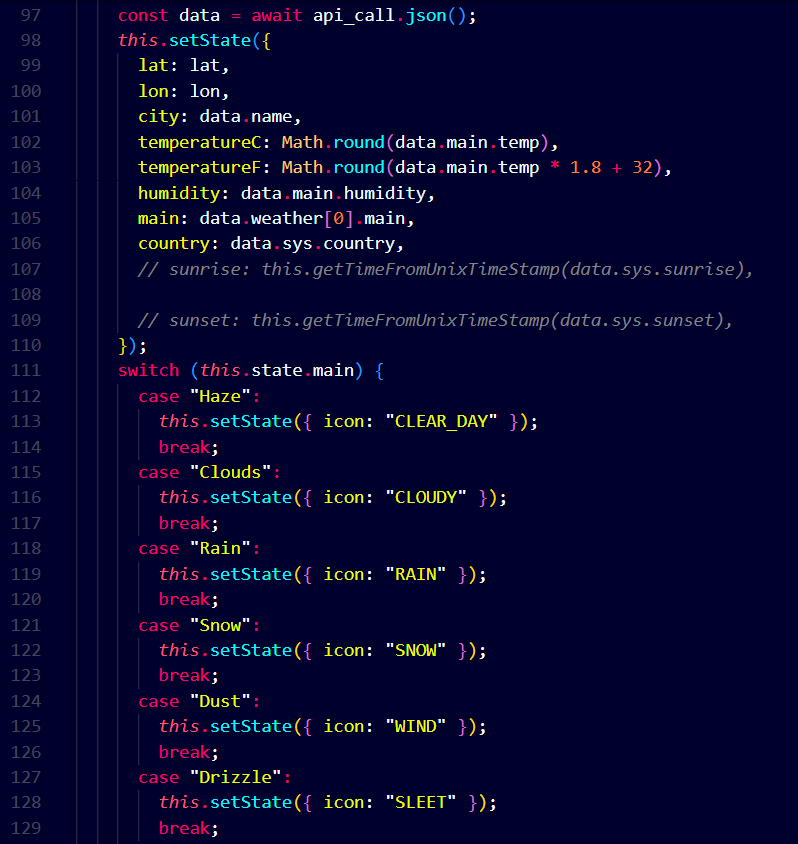 97 const data = await api_call.json();
98 this.setState({
99 lat: lat,
100 lon: lon,
101 city: data.name,
102 temperatureC: Math.round(data.main.temp),
103 temperatureF: Math.round(data.main.temp * 1.8 + 32),
104 humidity: data.main.humidity,
105 main: data.weather[0].main,
106 country: data.sys.country,
107 // sunrise: this.getTimeFromUnixTimeStamp(data.sys.sunrise),
108
109 // sunset: this.getTimeFromUnixTimeStamp(data.sys.sunset),
110 });
111 switch (this.state.main) {
112 case "Haze":
113 this.setState({ icon: "CLEAR_DAY" });
114 break;
115 case "Clouds":
116 this.setState({ icon: "CLOUDY" });
117 break;
118 case "Rain":
119 this.setState({ icon: "RAIN" });
120 break;
121 case "Snow":
122 this.setState({ icon: "SNOW" });
123 break;
124 case "Dust":
125 this.setState({ icon: "WIND" });
126 break;
127 case "Drizzle":
128 this.setState({ icon: "SLEET" });
129 break;